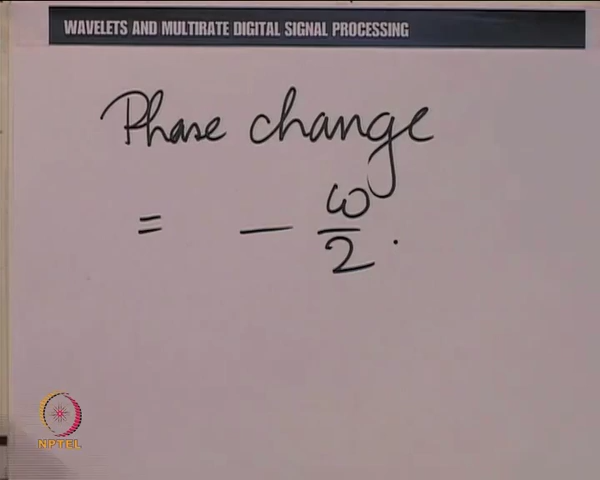 WAVELETS AND MULTIRATE DIGITAL SIGNAL PROCESSING
Phase change
= - ω/2.
NPTEL